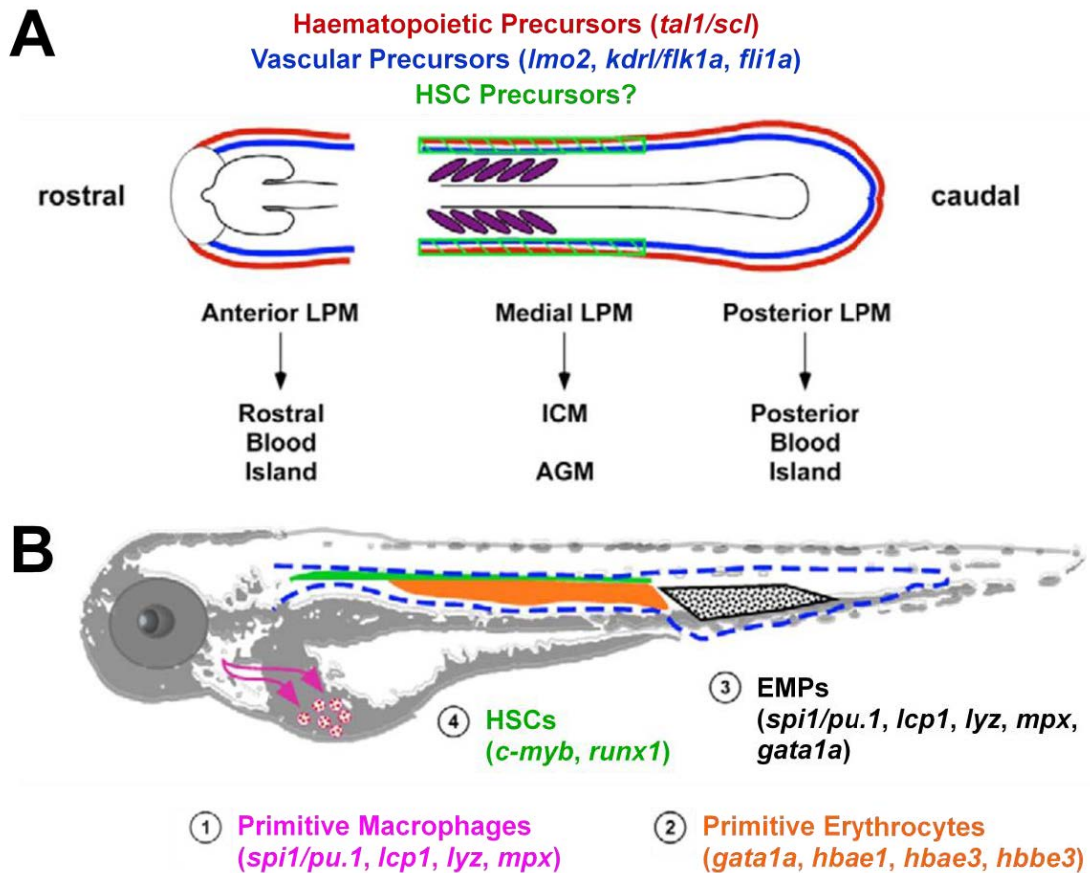 A
Haematopoietic Precursors (tal1/scl)
Vascular Precursors (lmo2, kdrl/flk1a, fli1a)
HSC Precursors?
rostral
caudal
Anterior LPM
Medial LPM
Posterior LPM
Rostral
Blood
Island
ICM
AGM
Posterior
Blood
Island
B
3 EMPs
(spi1/pu.1, lcp1, lyz, mpx,
gata1a)
4 HSCs
(c-myb, runx1)
1 Primitive Macrophages
(spi1/pu.1, lcp1, lyz, mpx)
2 Primitive Erythrocytes
(gata1a, hbae1, hbae3, hbbe3)